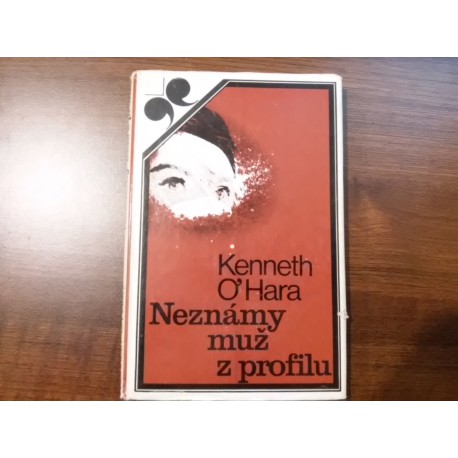 Kenneth
O'Hara
Neznámy
muž
z profilu